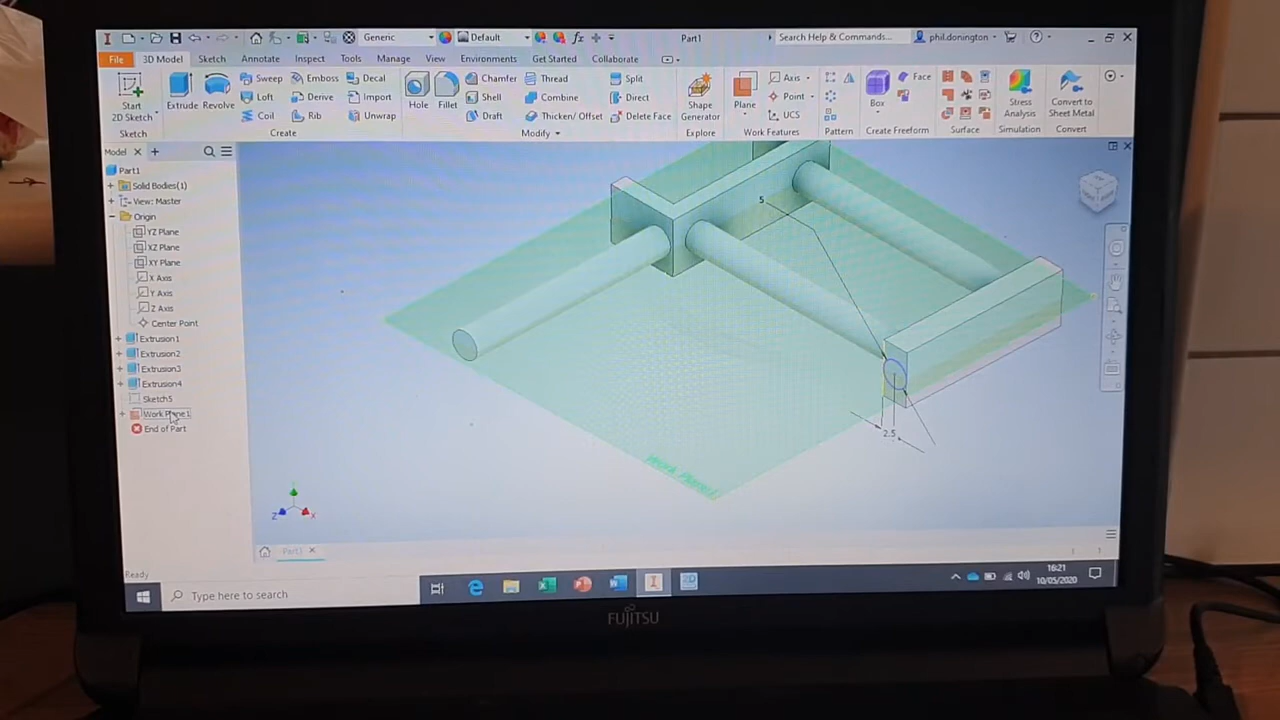 Generic
Default
fx
Part1
Search Help & Commands...
phil.donington
File
3D Model
Sketch
Annotate
Inspect
Tools
Manage
View
Environments
Get Started
Collaborate
Start
2D Sketch
Extrude
Revolve
Sweep
Emboss
Decal
Loft
Derive
Import
Coil
Rib
Unwrap
Hole
Fillet
Chamfer
Thread
Shell
Combine
Draft
Thicken/ Offset
Split
Direct
Delete Face
Shape
Generator
Plane
Axis
Point
UCS
Box
Face
Stress
Analysis
Convert to
Sheet Metal
Sketch
Create
Modify
Explore
Work Features
Pattern
Create Freeform
Surface
Simulation
Convert
Model
Part1
Solid Bodies(1)
View: Master
Origin
YZ Plane
XZ Plane
XY Plane
X Axis
Y Axis
Z Axis
Center Point
Extrusion1
Extrusion2
Extrusion3
Extrusion4
Sketch5
Work Plane1
End of Part
5
2.5
Work Plane1
Z
X
Part1
Ready
Type here to search
16:21
10/05/2020
FUJITSU